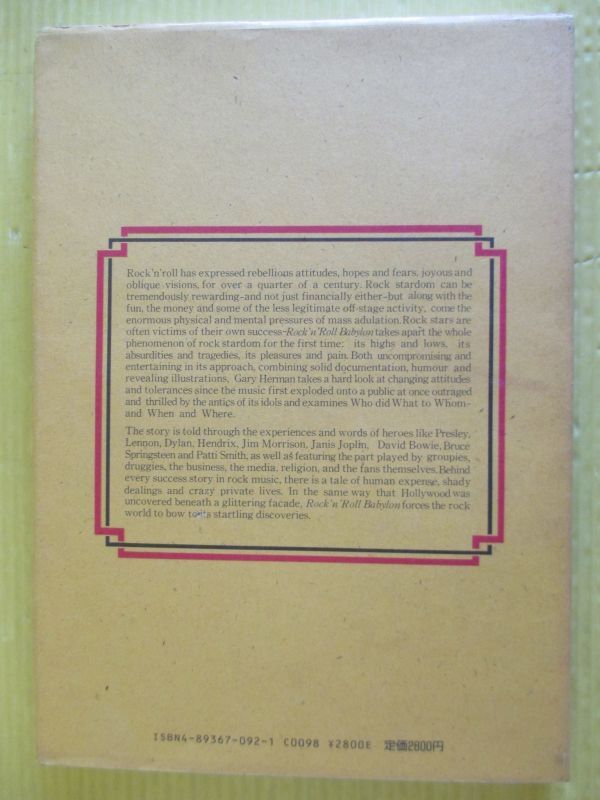 Rock'n'roll has expressed rebellious attitudes, hopes and fears, joyous and
oblique visions, for over a quarter of a century. Rock stardom can be
tremendously rewarding-and not just financially either-but along with the
fun, the money and some of the less legitimate off-stage activity, come the
enormous physical and mental pressures of mass adulation. Rock stars are
often victims of their own success-Rock'n'Roll Babylon takes apart the whole
phenomenon of rock stardom for the first time: its highs and lows, its
absurdities and tragedies, its pleasures and pain. Both uncompromising and
entertaining in its approach, combining solid documentation, humour and
revealing illustrations, Gary Herman takes a hard look at changing attitudes
and tolerances since the music first exploded onto a public at once outraged
and thrilled by the antics of its idols and examines Who did What to Whom-
and When and Where.
The story is told through the experiences and words of heroes like Presley,
Lennon, Dylan, Hendrix, Jim Morrison, Janis Joplin, David Bowie, Bruce
Springsteen and Patti Smith, as well as featuring the part played by groupies,
druggies, the business, the media, religion, and the fans themselves. Behind
every success story in rock music, there is a tale of human expense, shady
dealings and crazy private lives. In the same way that Hollywood was
uncovered beneath a glittering facade, Rock'n'Roll Babylon forces the rock
world to bow to its startling discoveries.
ISBN4-89367-092-1 C0098 ¥2800E 定価2800円